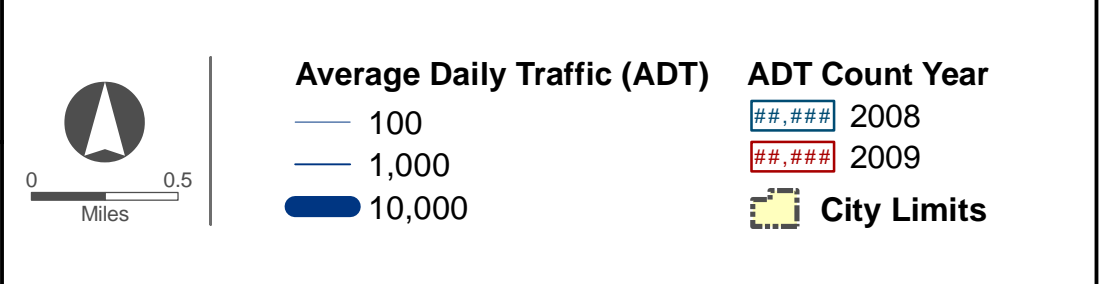 0 0.5
Miles
Average Daily Traffic (ADT)
100
1,000
10,000
ADT Count Year
##,### 2008
##,### 2009
City Limits